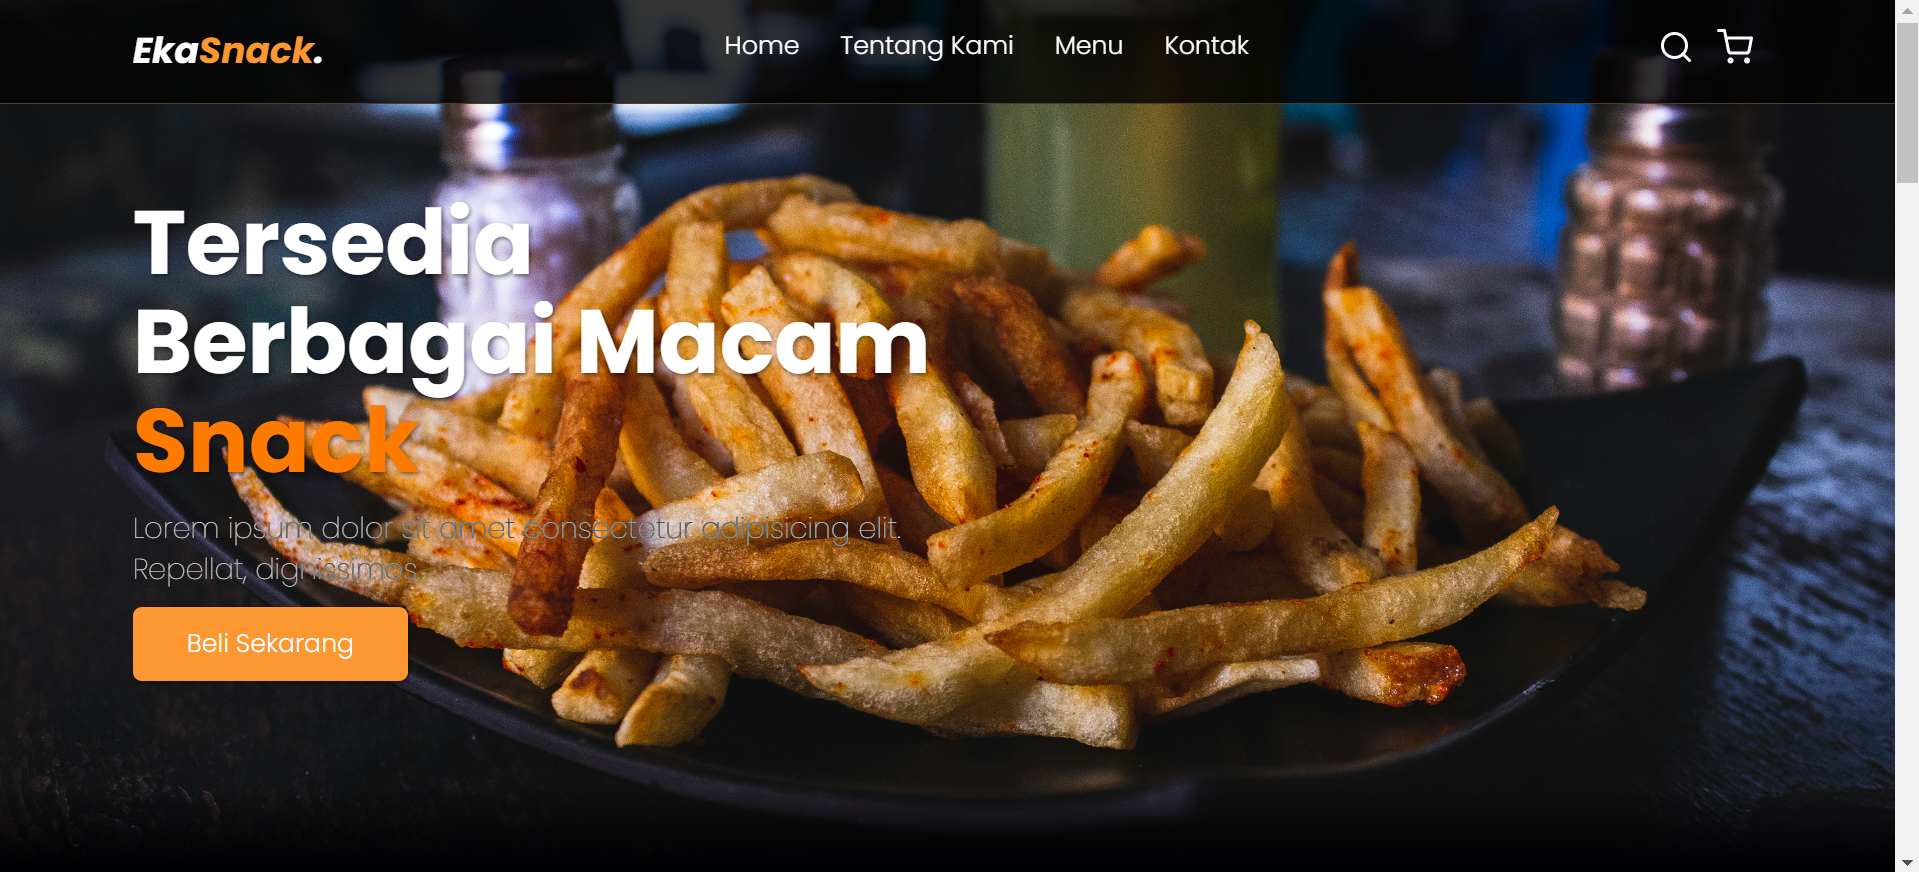 EkaSnack.
Home Tentang Kami Menu Kontak
Tersedia
Berbagai Macam
Snack
Lorem ipsum dolor sit amet consectetur adipisicing elit.
Repellat, dignissimos.
Beli Sekarang